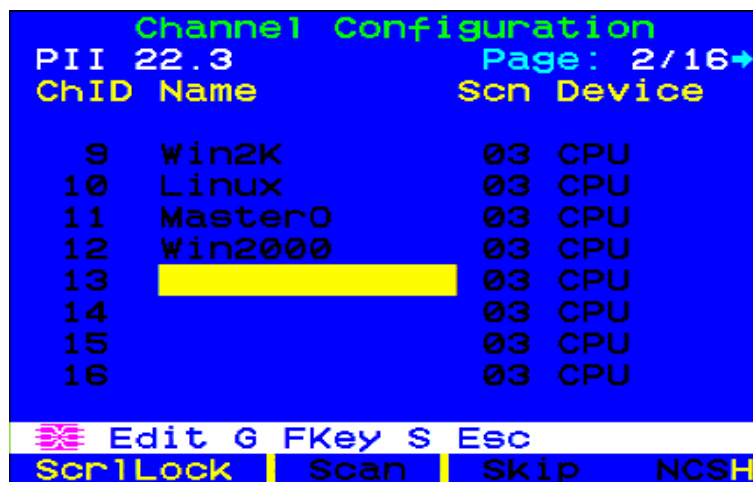 Channel Configuration
PII 22.3 Page: 2/16→
ChID Name Scn Device
9 Win2K 03 CPU
10 Linux 03 CPU
11 MasterO 03 CPU
12 Win2000 03 CPU
13 03 CPU
14 03 CPU
15 03 CPU
16 03 CPU
Edit G FKey S Esc
ScrlLock Scan Skip NCSH